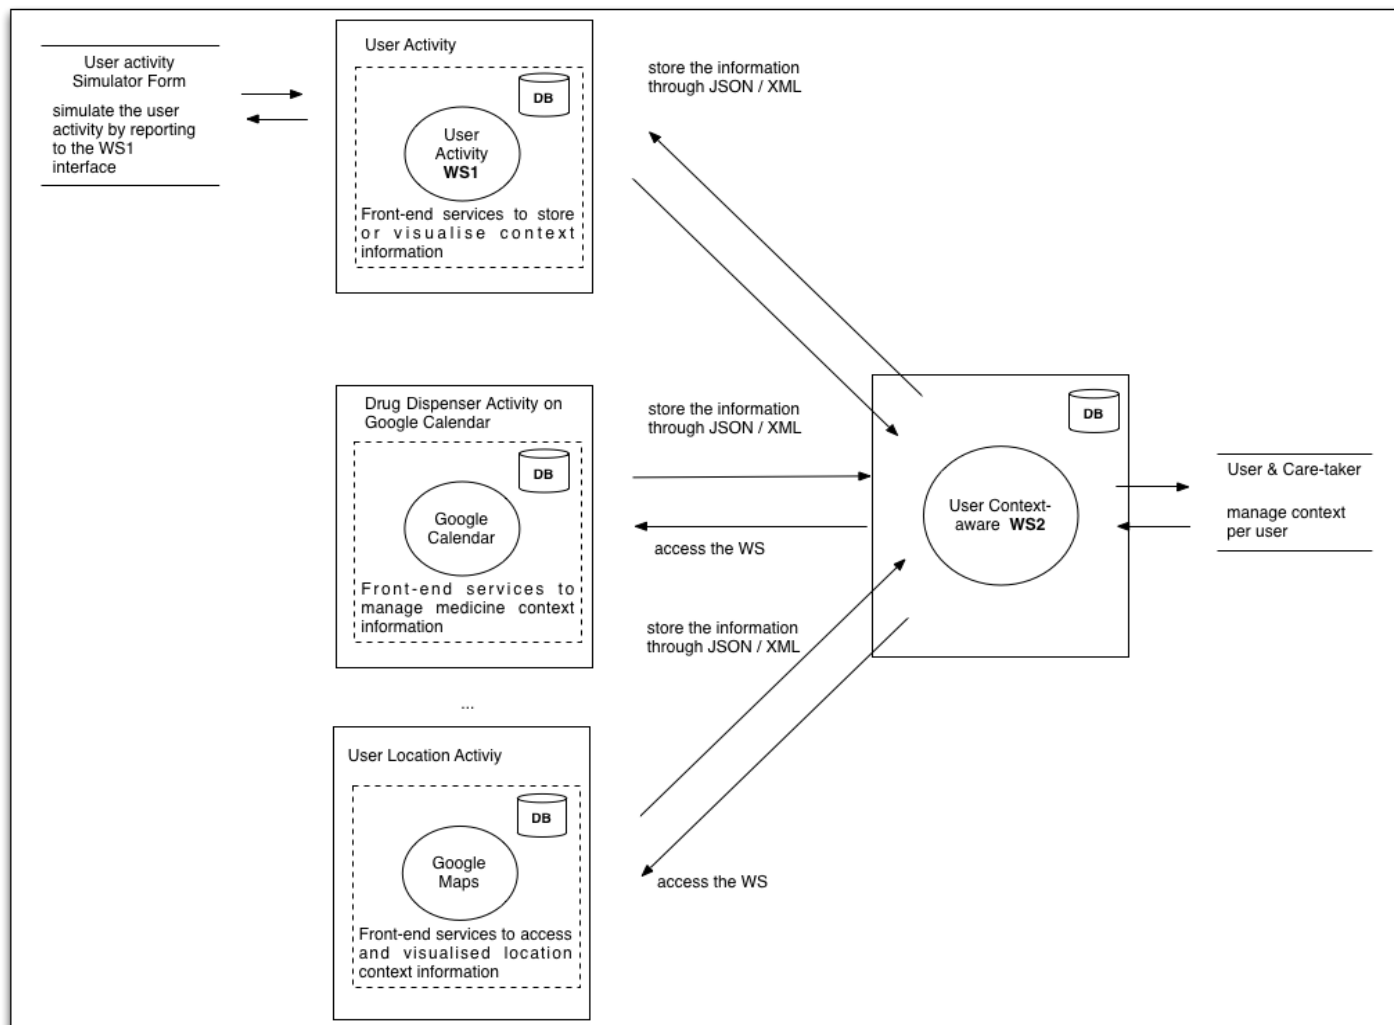 User activity
Simulator Form
simulate the user
activity by reporting
to the WS1
interface
User Activity
DB
User
Activity
WS1
Front-end services to store
or visualise context
information
store the information
through JSON / XML
Drug Dispenser Activity on
Google Calendar
DB
Google
Calendar
Front-end services to
manage medicine context
information
store the information
through JSON / XML
access the WS
store the information
through JSON / XML
DB
User Context-
aware WS2
User & Care-taker
manage context
per user
...
User Location Activiy
DB
Google
Maps
Front-end services to access
and visualised location
context information
access the WS